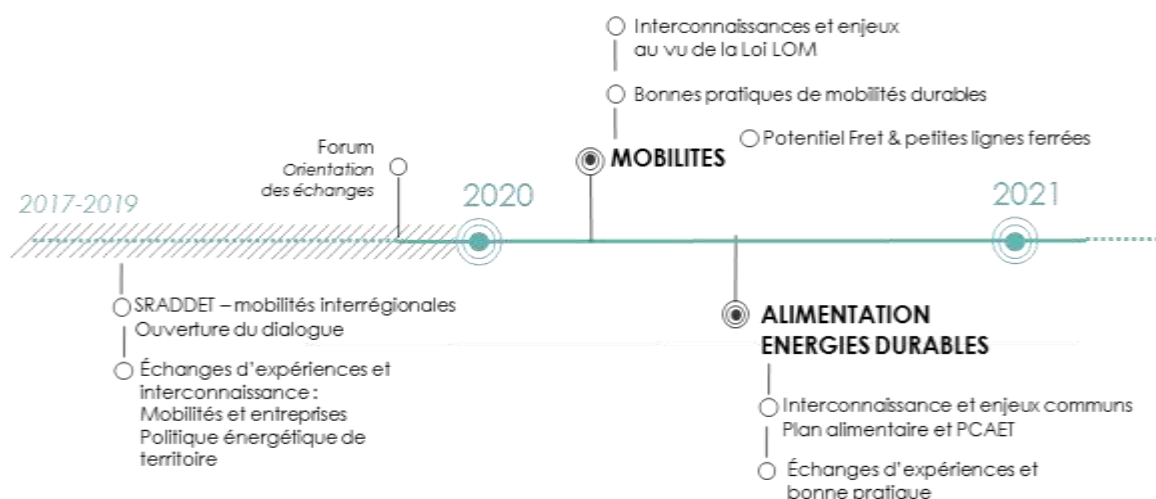 Interconnaissances et enjeux
au vu de la Loi LOM
Bonnes pratiques de mobilités durables
Potentiel Fret & petites lignes ferrées
MOBILITES
Forum
Orientation
des échanges
2017-2019
2020
2021
SRADDET – mobilités interrégionales
Ouverture du dialogue
Échanges d'expériences et
interconnaissance :
Mobilités et entreprises
Politique énergétique de
territoire
ALIMENTATION
ENERGIES DURABLES
Interconnaissance et enjeux communs
Plan alimentaire et PCAET
Échanges d'expériences et
bonne pratique